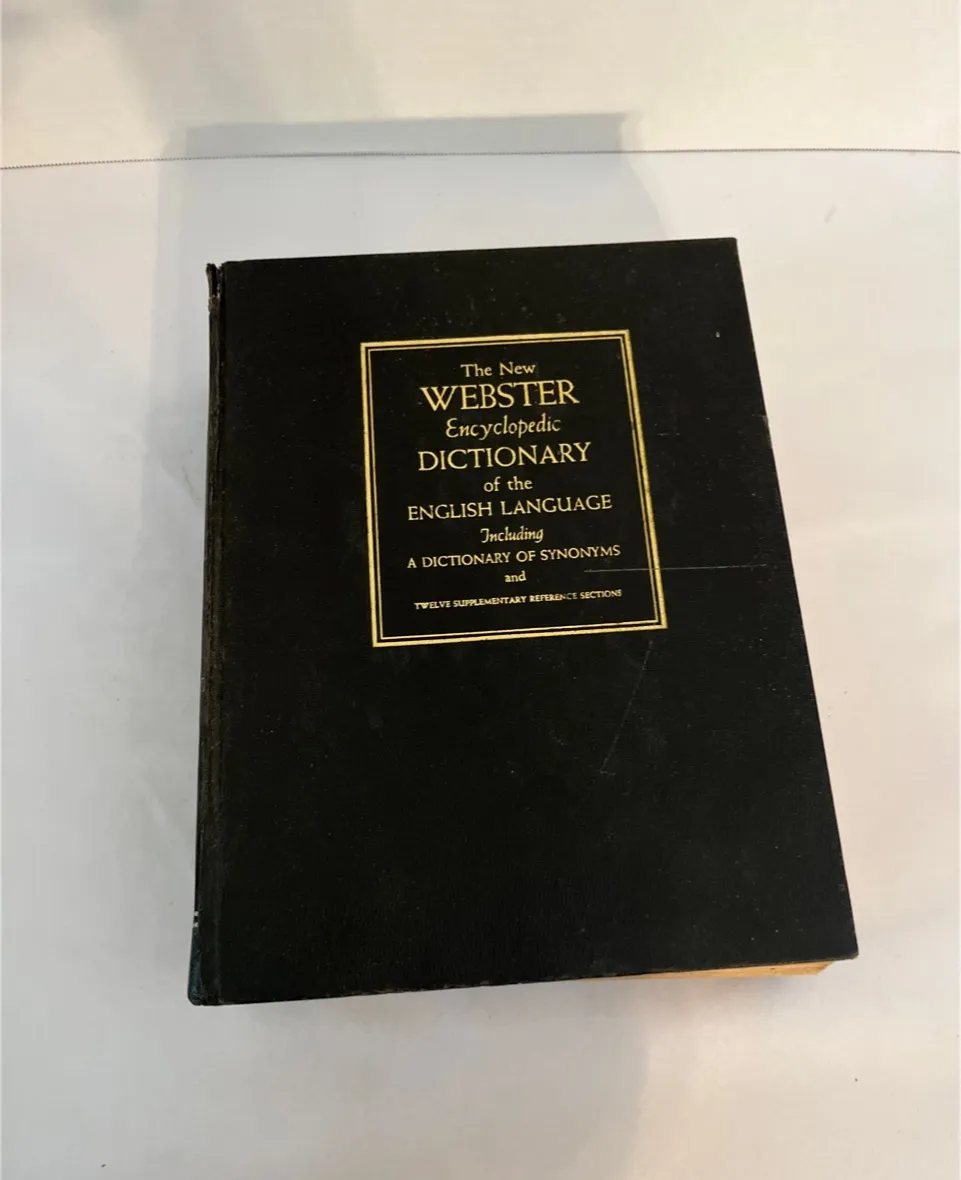 The New
WEBSTER
Encyclopedic
DICTIONARY
of the
ENGLISH LANGUAGE
Including
A DICTIONARY OF SYNONYMS
and
TWELVE SUPPLEMENTARY REFERENCE SECTIONS